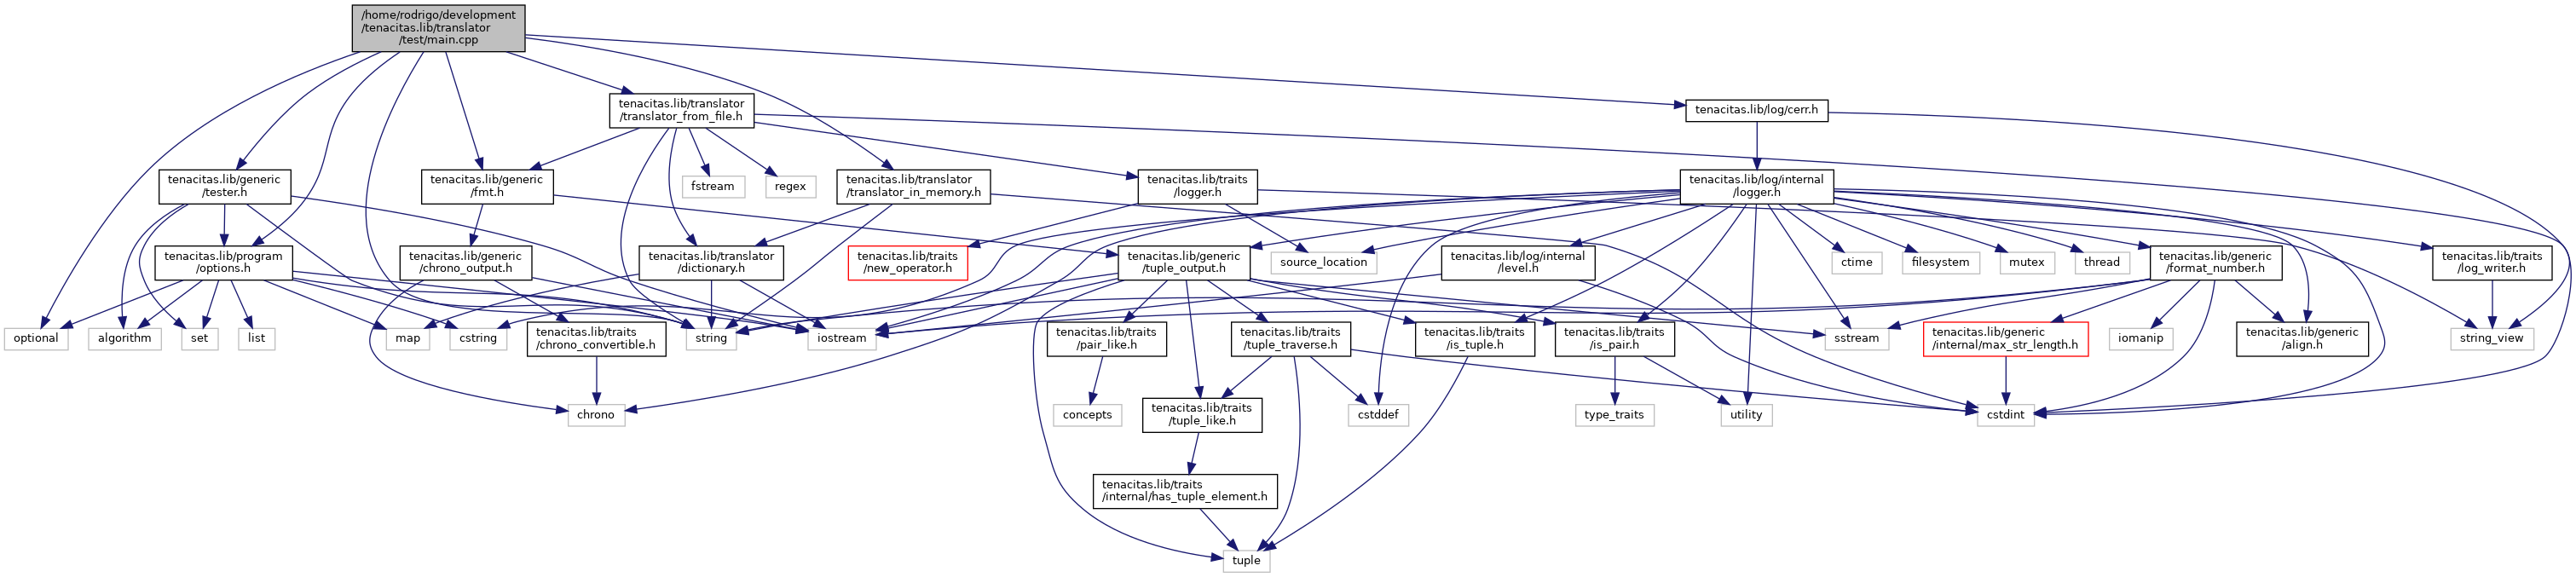 /home/rodrigo/development
/tenacitas.lib/translator
/test/main.cpp
tenacitas.lib/translator
/translator_from_file.h
tenacitas.lib/log/cerr.h
tenacitas.lib/generic
/tester.h
tenacitas.lib/generic
/fmt.h
fstream
regex
tenacitas.lib/translator
/translator_in_memory.h
tenacitas.lib/traits
/logger.h
tenacitas.lib/log/internal
/logger.h
tenacitas.lib/program
/options.h
tenacitas.lib/generic
/chrono_output.h
tenacitas.lib/translator
/dictionary.h
tenacitas.lib/traits
/new_operator.h
tenacitas.lib/generic
/tuple_output.h
source_location
tenacitas.lib/log/internal
/level.h
ctime
filesystem
mutex
thread
tenacitas.lib/generic
/format_number.h
tenacitas.lib/traits
/log_writer.h
optional
algorithm
set
list
map
cstring
tenacitas.lib/traits
/chrono_convertible.h
string
iostream
tenacitas.lib/traits
/pair_like.h
tenacitas.lib/traits
/tuple_traverse.h
tenacitas.lib/traits
/is_tuple.h
tenacitas.lib/traits
/is_pair.h
sstream
tenacitas.lib/generic
/internal/max_str_length.h
iomanip
tenacitas.lib/generic
/align.h
string_view
chrono
concepts
tenacitas.lib/traits
/tuple_like.h
cstddef
type_traits
utility
cstdint
tenacitas.lib/traits
/internal/has_tuple_element.h
tuple